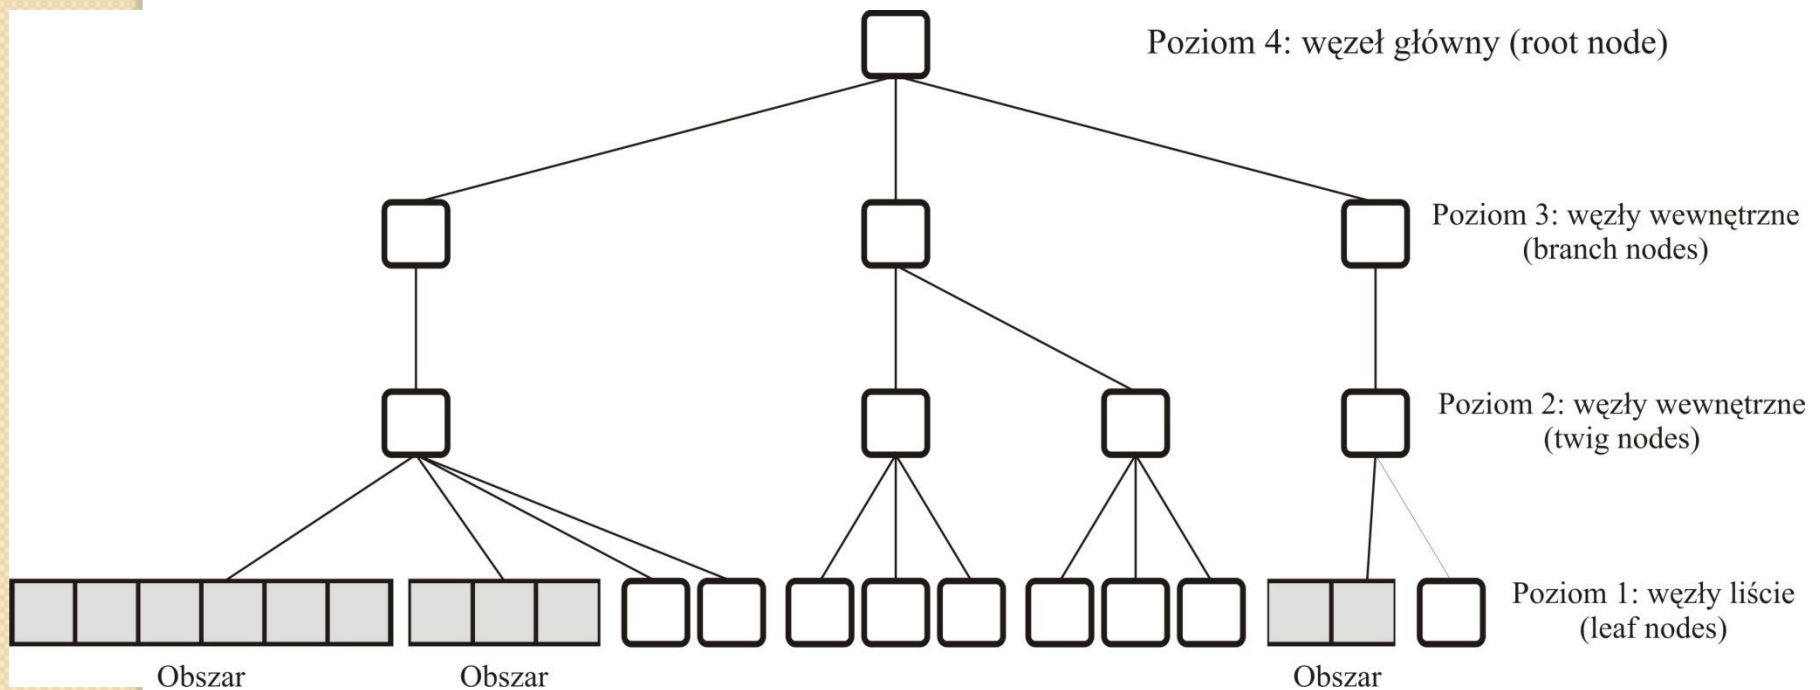 Poziom 4: węzeł główny (root node)
Poziom 3: węzły wewnętrzne
(branch nodes)
Poziom 2: węzły wewnętrzne
(twig nodes)
Poziom 1: węzły liście
(leaf nodes)
Obszar
Obszar
Obszar